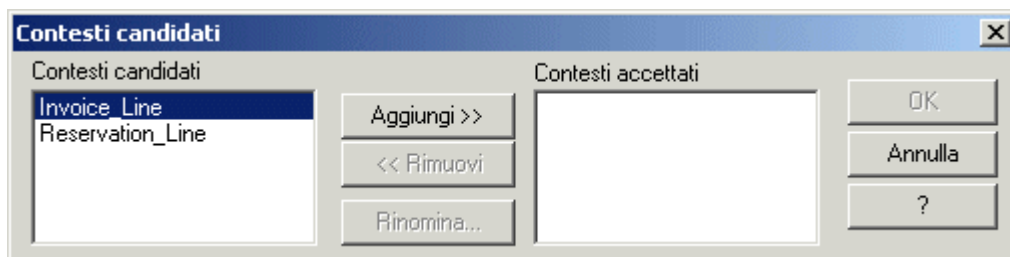 Contesti candidati
Contesti candidati
Invoice_Line
Reservation_Line
Aggiungi >>
<< Rimuovi
Rinomina...
Contesti accettati
OK
Annulla
?